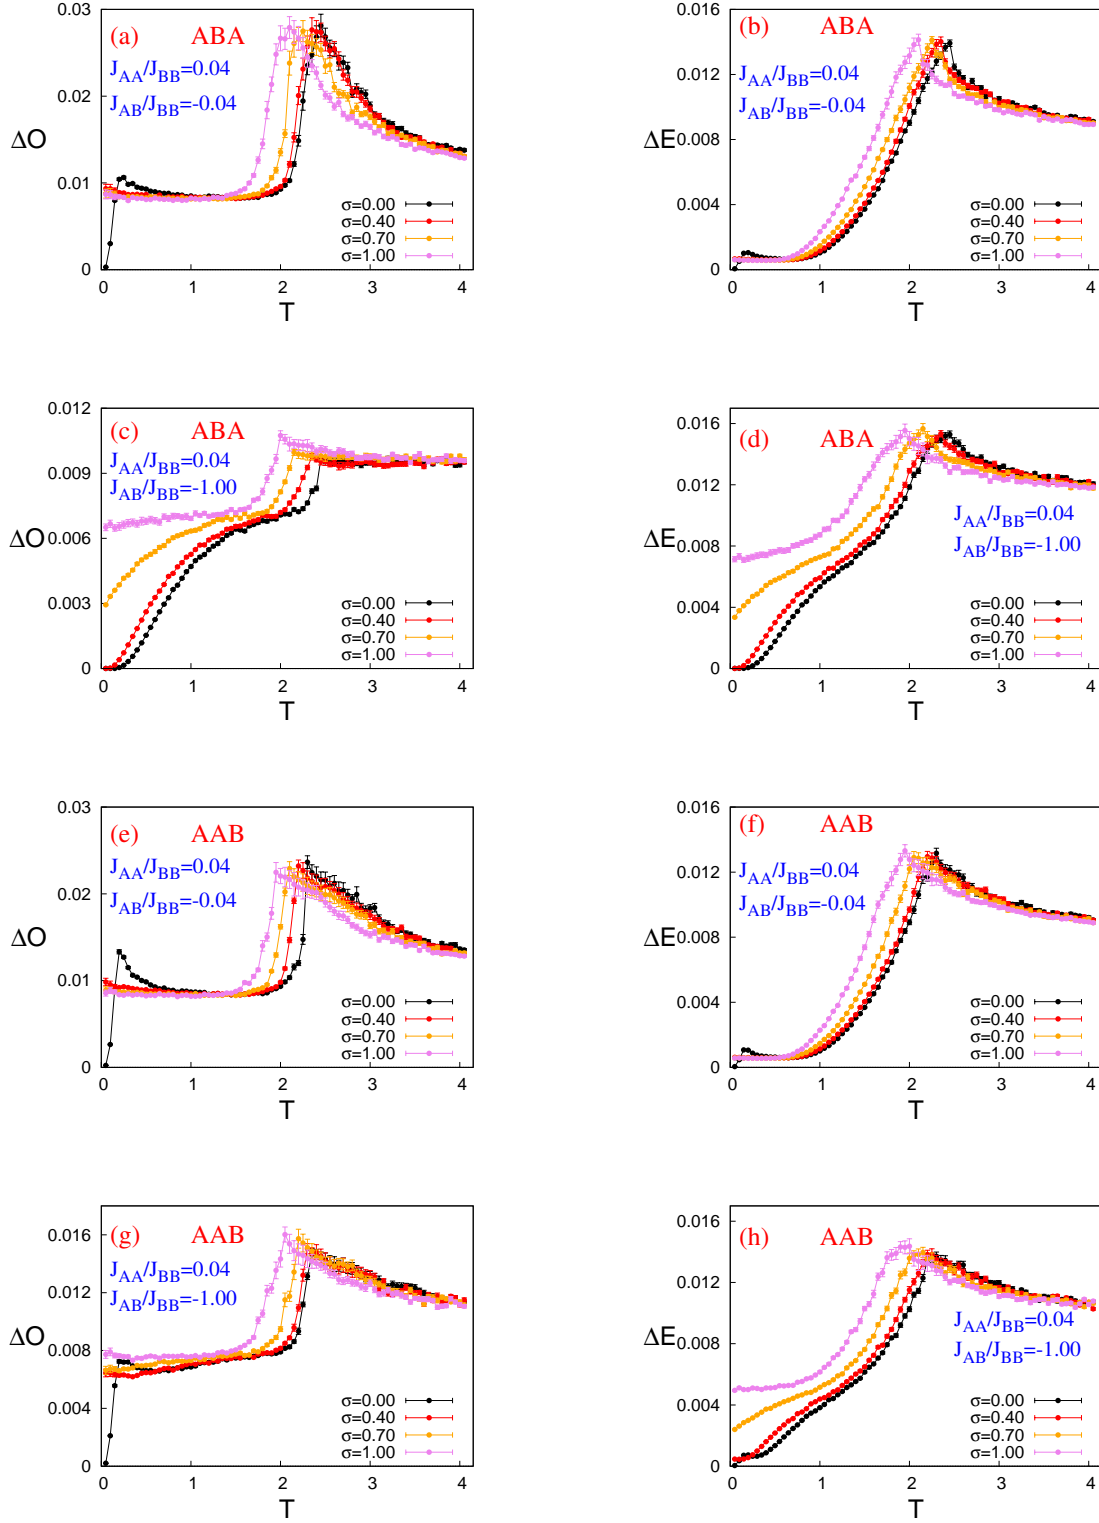 (a) ABA
J_AA/J_BB=0.04
J_AB/J_BB=-0.04
ΔO
0.03
0.02
0.01
0
σ=0.00
σ=0.40
σ=0.70
σ=1.00
0 1 2 3 4
T
(b) ABA
J_AA/J_BB=0.04
J_AB/J_BB=-0.04
ΔE
0.016
0.012
0.008
0.004
0
σ=0.00
σ=0.40
σ=0.70
σ=1.00
0 1 2 3 4
T
(c) ABA
J_AA/J_BB=0.04
J_AB/J_BB=-1.00
ΔO
0.012
0.009
0.006
0.003
0
σ=0.00
σ=0.40
σ=0.70
σ=1.00
0 1 2 3 4
T
(d) ABA
J_AA/J_BB=0.04
J_AB/J_BB=-1.00
ΔE
0.016
0.012
0.008
0.004
0
σ=0.00
σ=0.40
σ=0.70
σ=1.00
0 1 2 3 4
T
(e) AAB
J_AA/J_BB=0.04
J_AB/J_BB=-0.04
ΔO
0.03
0.02
0.01
0
σ=0.00
σ=0.40
σ=0.70
σ=1.00
0 1 2 3 4
T
(f) AAB
J_AA/J_BB=0.04
J_AB/J_BB=-0.04
ΔE
0.016
0.012
0.008
0.004
0
σ=0.00
σ=0.40
σ=0.70
σ=1.00
0 1 2 3 4
T
(g) AAB
J_AA/J_BB=0.04
J_AB/J_BB=-1.00
ΔO
0.016
0.012
0.008
0.004
0
σ=0.00
σ=0.40
σ=0.70
σ=1.00
0 1 2 3 4
T
(h) AAB
J_AA/J_BB=0.04
J_AB/J_BB=-1.00
ΔE
0.016
0.012
0.008
0.004
0
σ=0.00
σ=0.40
σ=0.70
σ=1.00
0 1 2 3 4
T